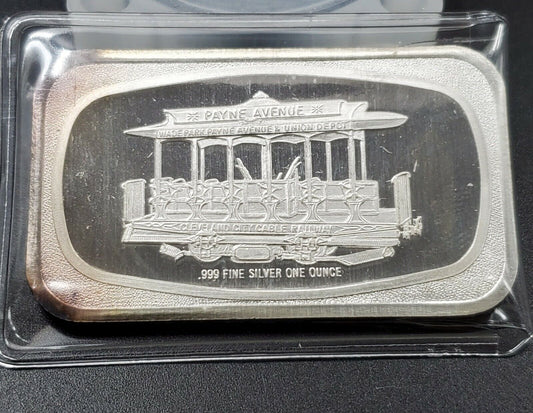 PAYNE AVENUE
WADE PARK PAYNE AVENUE & UNION DEPOT
CLEVELAND CITY CABLE RAILWAY
.999 FINE SILVER ONE OUNCE